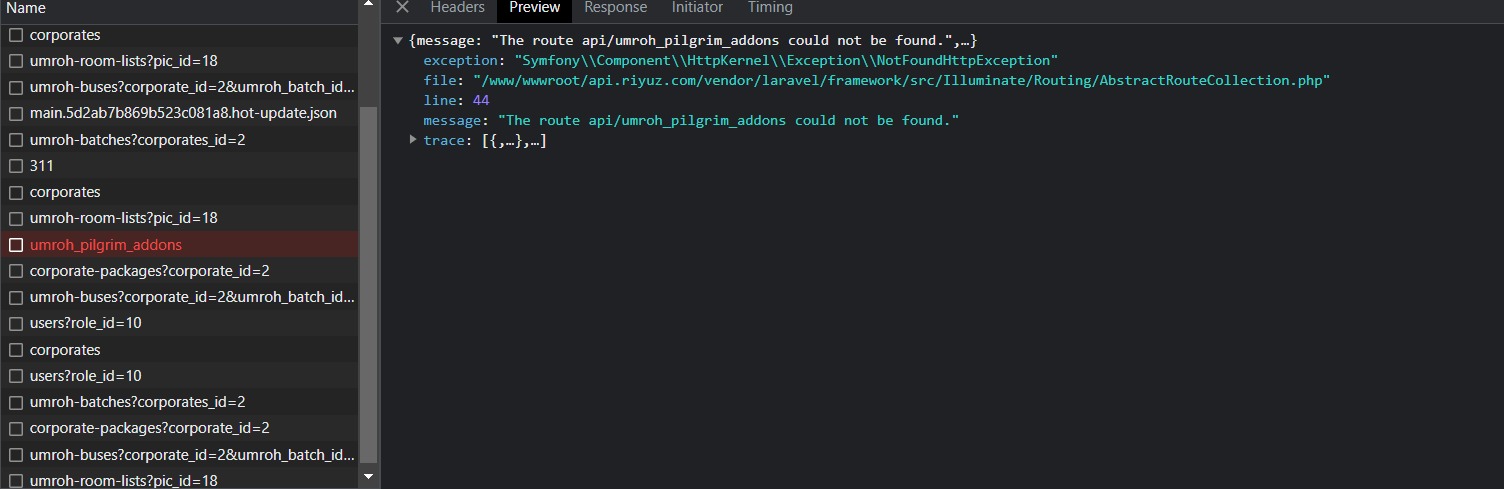 Name
corporates
umroh-room-lists?pic_id=18
umroh-buses?corporate_id=2&umroh_batch_id...
main.5d2ab7b869b523c081a8.hot-update.json
umroh-batches?corporates_id=2
311
corporates
umroh-room-lists?pic_id=18
umroh_pilgrim_addons
corporate-packages?corporate_id=2
umroh-buses?corporate_id=2&umroh_batch_id...
users?role_id=10
corporates
users?role_id=10
umroh-batches?corporates_id=2
corporate-packages?corporate_id=2
umroh-buses?corporate_id=2&umroh_batch_id...
umroh-room-lists?pic_id=18
Headers Preview Response Initiator Timing
{message: "The route api/umroh_pilgrim_addons could not be found.",…}
exception: "Symfony\\Component\\HttpKernel\\Exception\\NotFoundHttpException"
file: "/www/wwwroot/api.riyuz.com/vendor/laravel/framework/src/Illuminate/Routing/AbstractRouteCollection.php"
line: 44
message: "The route api/umroh_pilgrim_addons could not be found."
trace: [{,…},…]